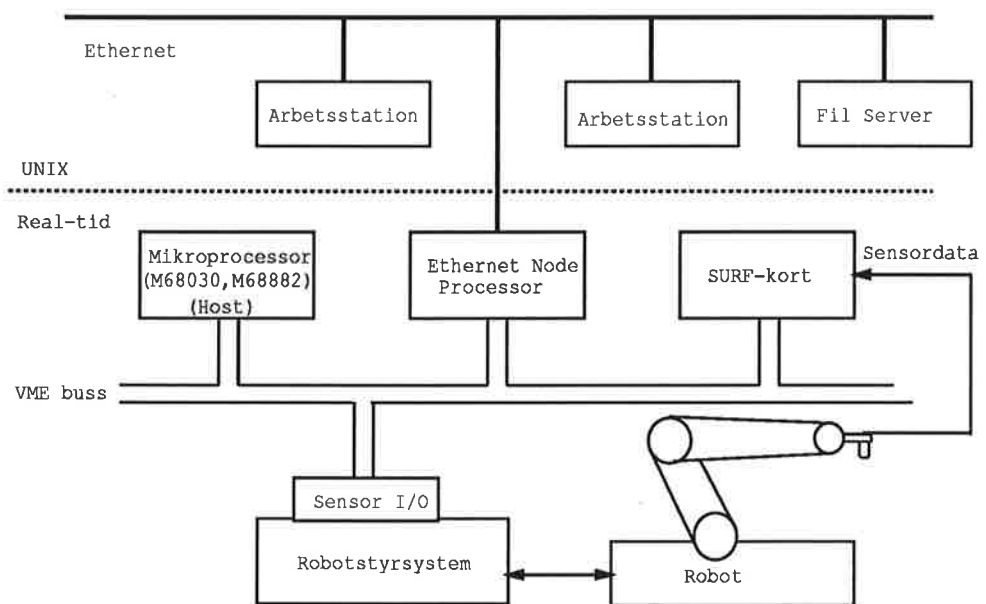 Ethernet
Arbetsstation
Arbetsstation
Fil Server
UNIX
Real-tid
Mikroprocessor
(M68030,M68882)
(Host)
Ethernet Node
Processor
SURF-kort
Sensordata
VME buss
Sensor I/O
Robotstyrsystem
Robot